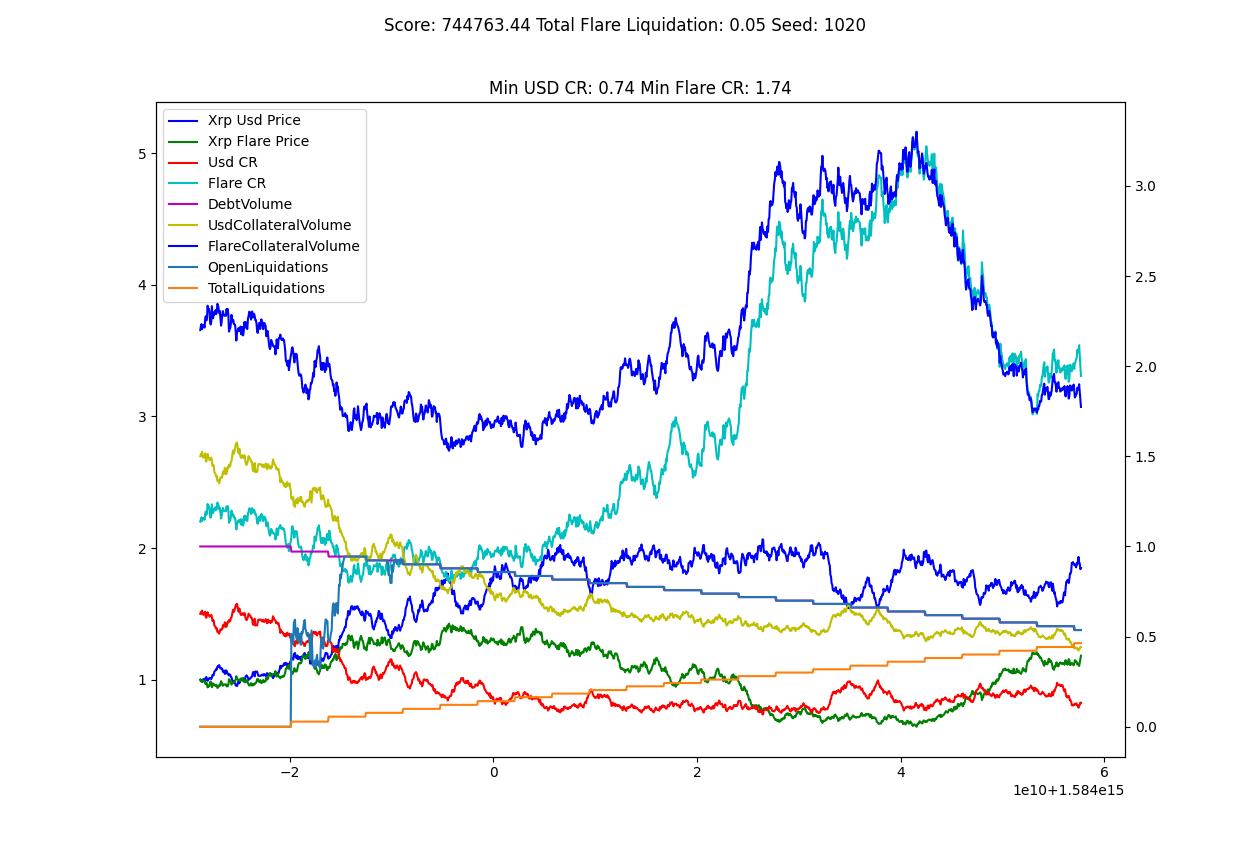 Score: 744763.44 Total Flare Liquidation: 0.05 Seed: 1020
Min USD CR: 0.74 Min Flare CR: 1.74
Xrp Usd Price
Xrp Flare Price
Usd CR
Flare CR
DebtVolume
UsdCollateralVolume
FlareCollateralVolume
OpenLiquidations
TotalLiquidations
5
4
3
2
1
3.0
2.5
2.0
1.5
1.0
0.5
0.0
−2
0
2
4
6
1e10+1.584e15